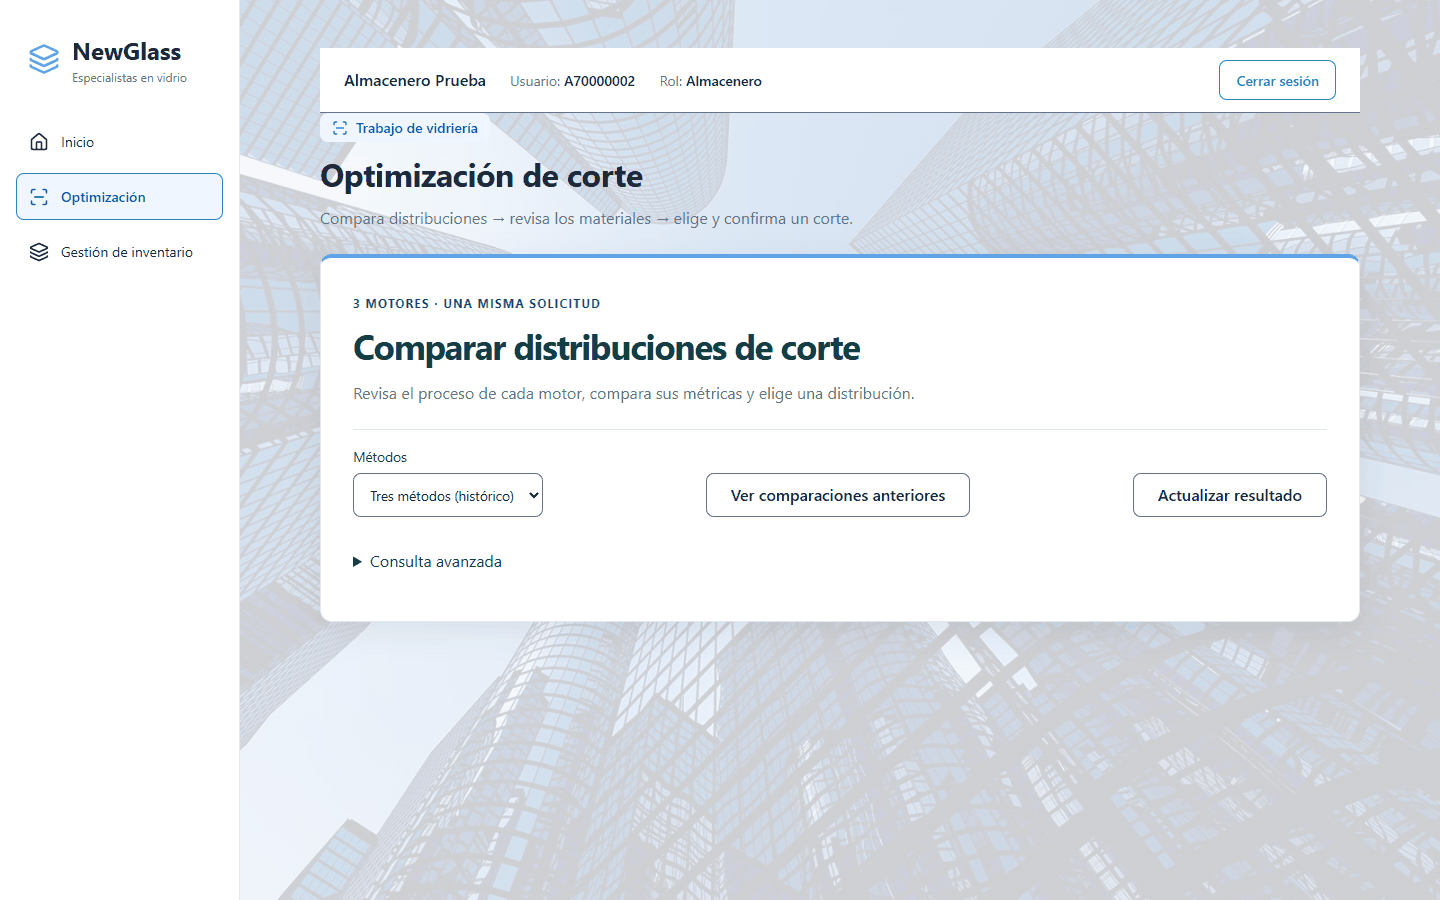 NewGlass
Especialistas en vidrio
Inicio
Optimización
Gestión de inventario
Almacenero Prueba Usuario: A70000002 Rol: Almacenero Cerrar sesión
Trabajo de vidriería
Optimización de corte
Compara distribuciones → revisa los materiales → elige y confirma un corte.
3 MOTORES · UNA MISMA SOLICITUD
Comparar distribuciones de corte
Revisa el proceso de cada motor, compara sus métricas y elige una distribución.
Métodos
Tres métodos (histórico) Ver comparaciones anteriores Actualizar resultado
Consulta avanzada